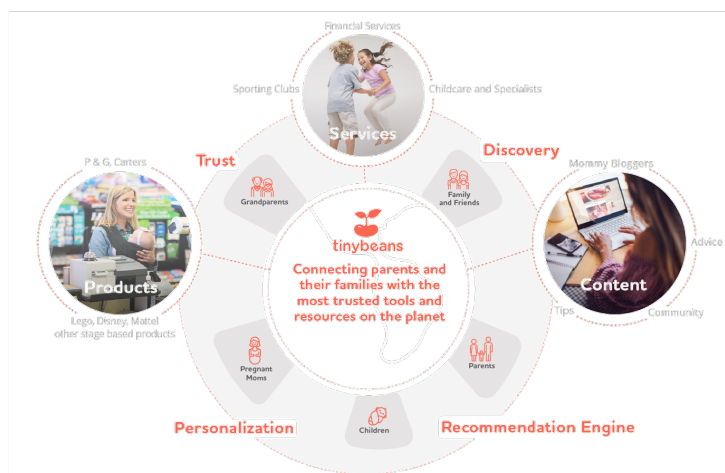 Financial Services
Sporting Clubs
Childcare and Specialists
Services
Trust
Discovery
P & G, Carters
Mommy Bloggers
Grandparents
Family
and Friends
tinybeans
Connecting parents and
their families with the
most trusted tools and
resources on the planet
Products
Content
Advice
Tips
Community
Lego, Disney, Mattel
other stage based products
Pregnant
Moms
Parents
Children
Personalization
Recommendation Engine